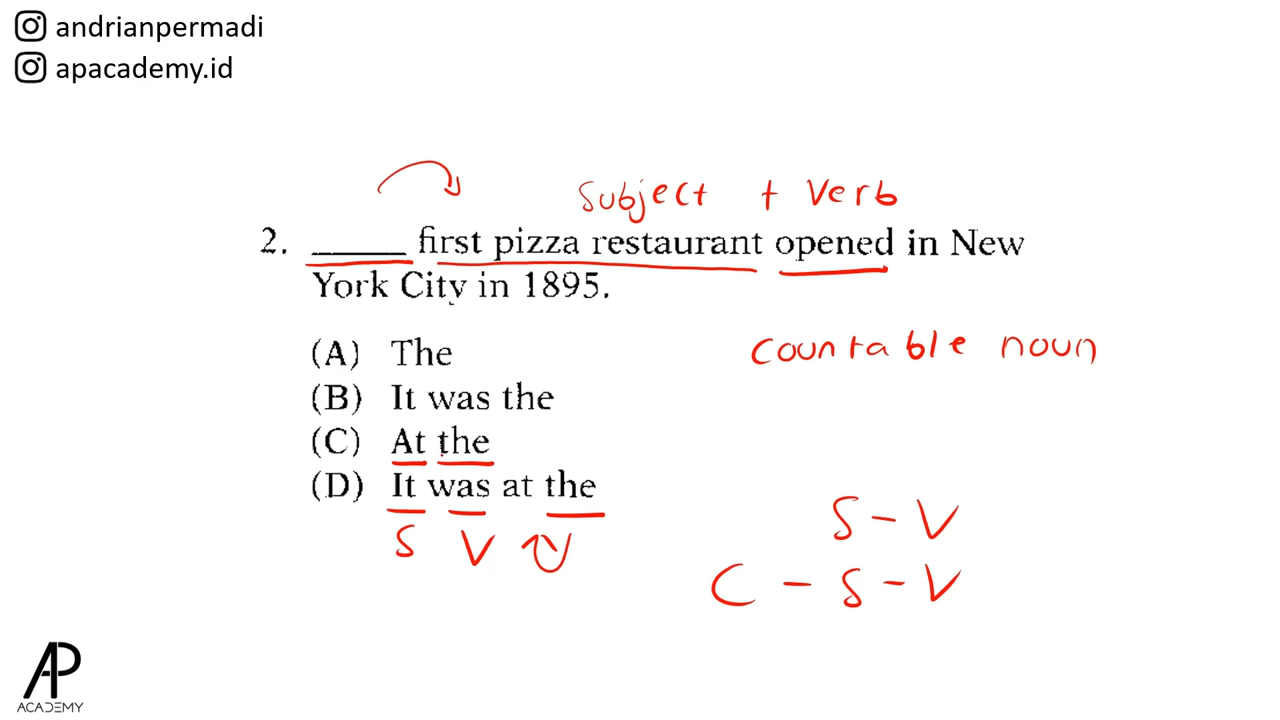 andrianpermadi
apacademy.id
Subject + Verb
2. ______ first pizza restaurant opened in New
York City in 1895.
(A) The
(B) It was the
(C) At the
(D) It was at the
countable noun
S V
S - V
C - S - V
AP
ACADEMY